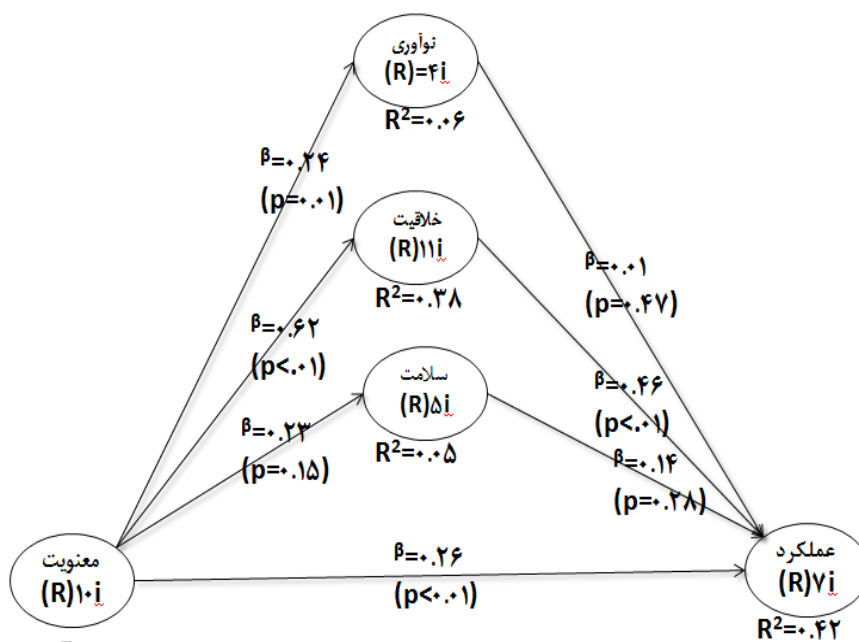 نوآوری
(R)=۴i
R²=۰.۰۶
β=۰.۲۴
(p=۰.۰۱)
خلاقیت
(R)۱۱i
R²=۰.۳۸
β=۰.۰۱
(p=۰.۴۷)
β=۰.۶۲
(p<.۰۱)
سلامت
(R)۵i
R²=۰.۰۵
β=۰.۴۶
(p<.۰۱)
β=۰.۲۳
(p=۰.۱۵)
β=۰.۱۴
(p=۰.۲۸)
معنویت
(R)۱۰i
β=۰.۲۶
(p<۰.۰۱)
عملکرد
(R)۷i
R²=۰.۴۲